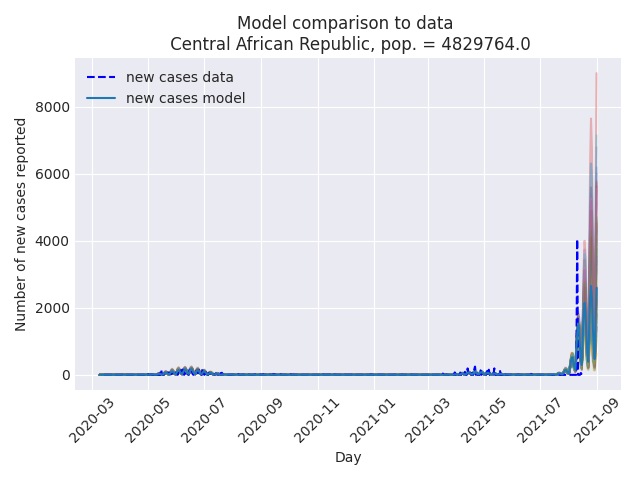 Model comparison to data
Central African Republic, pop. = 4829764.0
new cases data
new cases model
Number of new cases reported
8000
6000
4000
2000
0
2020-03
2020-05
2020-07
2020-09
2020-11
2021-01
2021-03
2021-05
2021-07
2021-09
Day